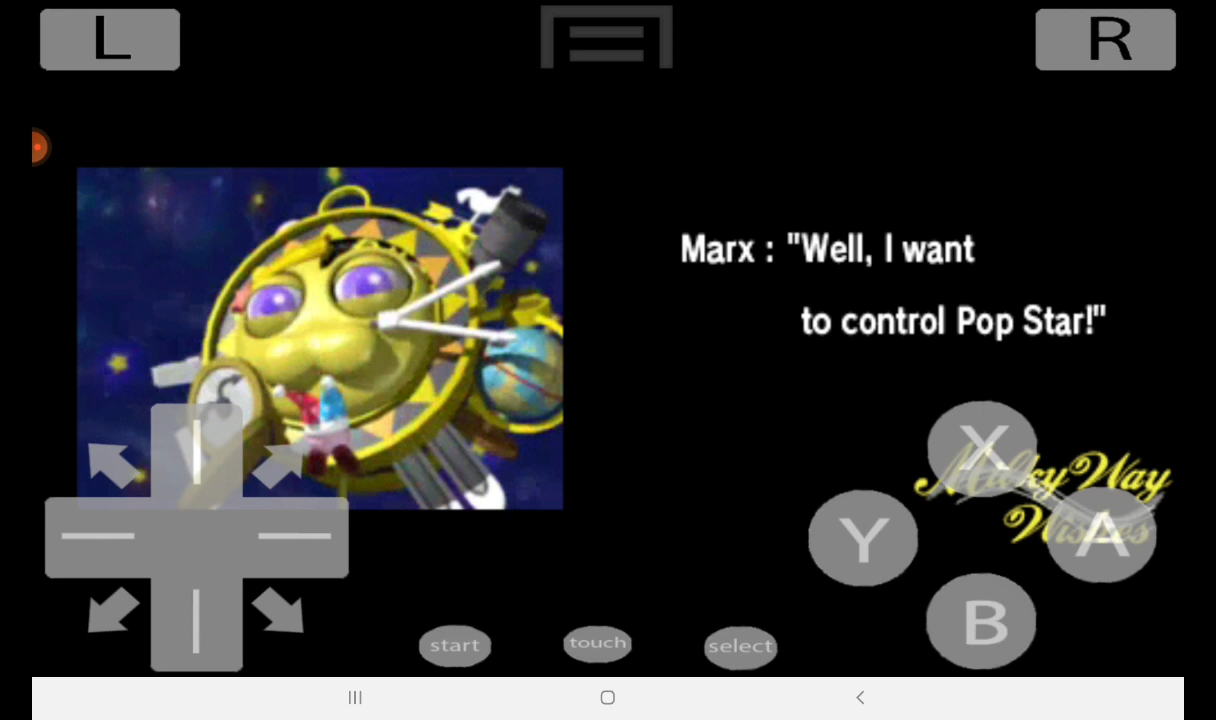 L
R
Marx : "Well, I want
to control Pop Star!"
X
Milky Way
Y
Wishes
A
B
start
touch
select